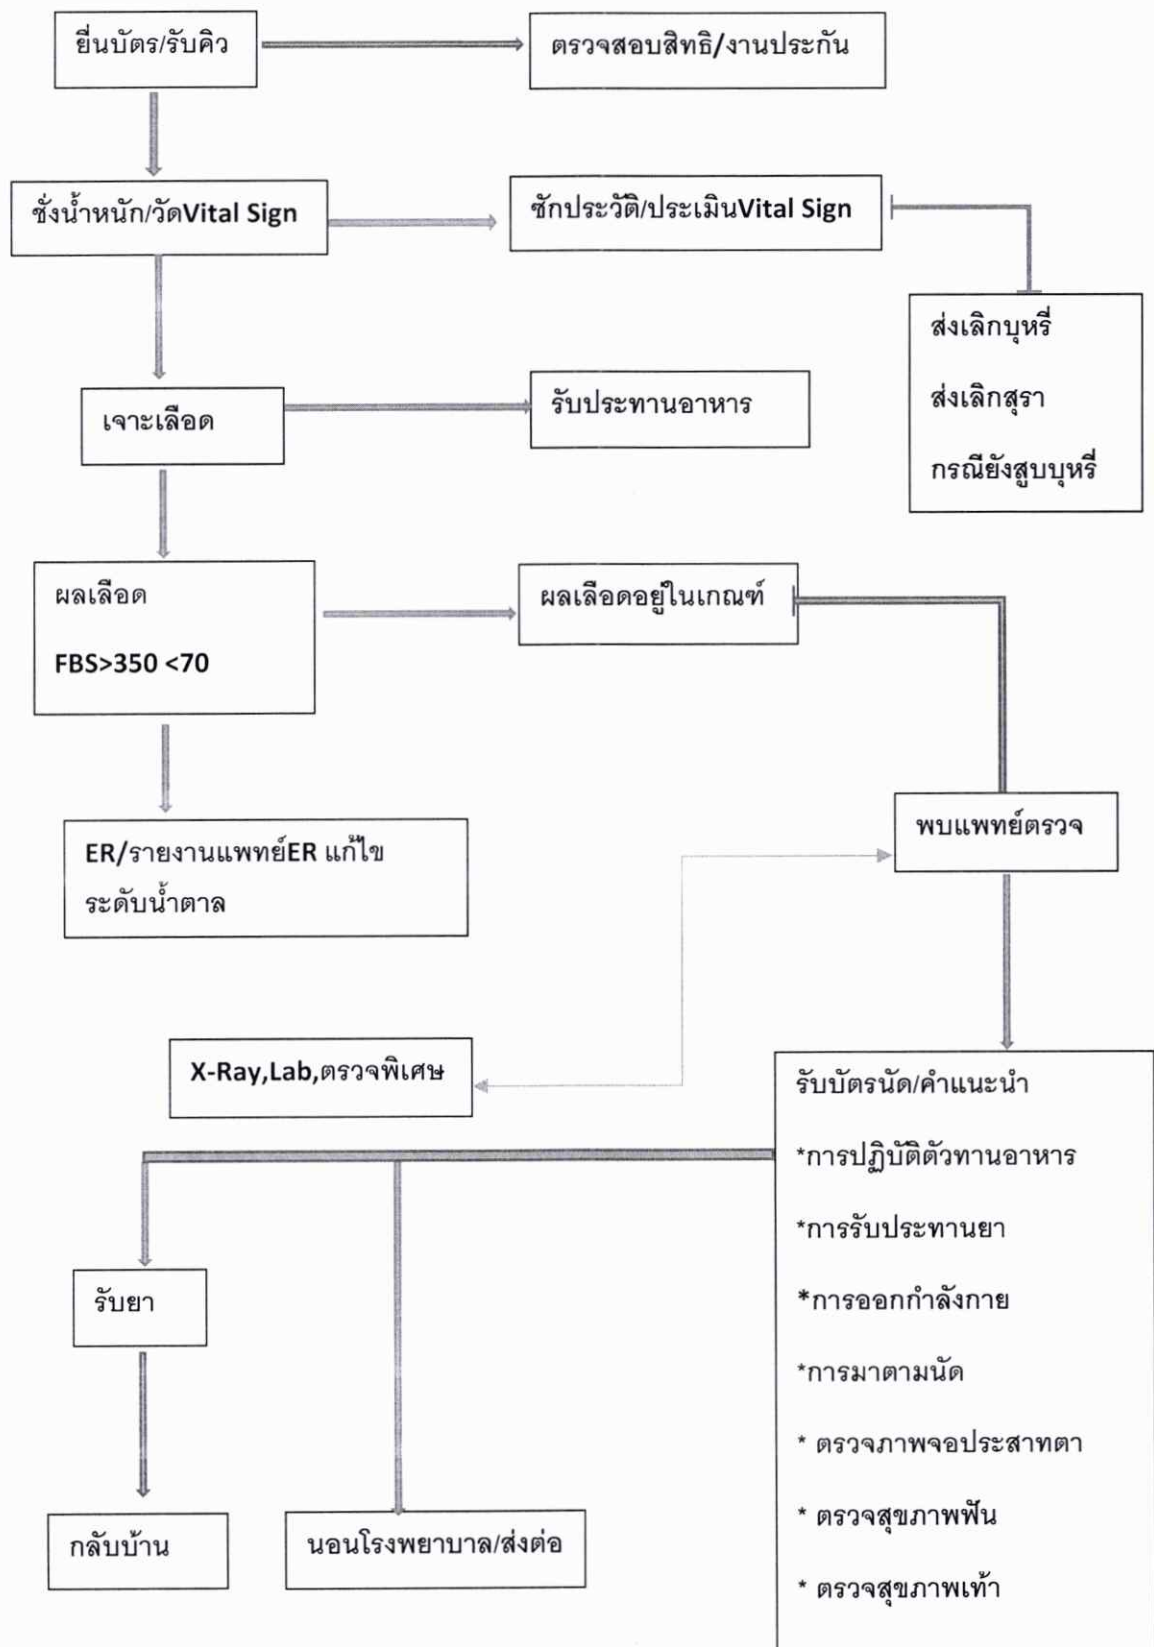 ยื่นบัตร/รับคิว
ตรวจสอบสิทธิ/งานประกัน
ชั่งน้ำหนัก/วัดVital Sign
ซักประวัติ/ประเมินVital Sign
ส่งเลิกบุหรี่
ส่งเลิกสุรา
กรณียังสูบบุหรี่
เจาะเลือด
รับประทานอาหาร
ผลเลือด
FBS>350 <70
ผลเลือดอยู่ในเกณฑ์
ER/รายงานแพทย์ER แก้ไข
ระดับน้ำตาล
พบแพทย์ตรวจ
X-Ray,Lab,ตรวจพิเศษ
รับบัตรนัด/คำแนะนำ
*การปฏิบัติตัวทานอาหาร
*การรับประทานยา
*การออกกำลังกาย
*การมาตามนัด
* ตรวจภาพจอประสาทตา
* ตรวจสุขภาพฟัน
* ตรวจสุขภาพเท้า
รับยา
กลับบ้าน
นอนโรงพยาบาล/ส่งต่อ